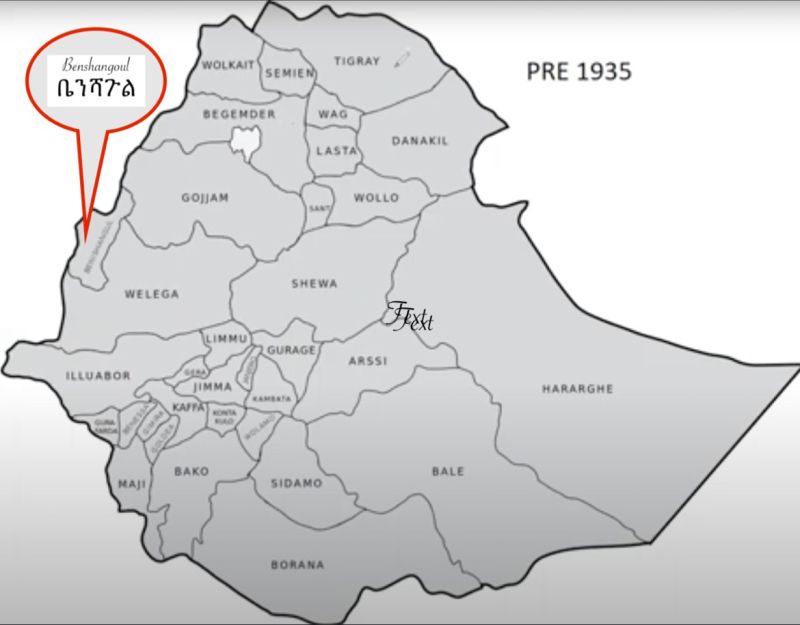 Benshangoul
ቤንሻጉል
PRE 1935
TIGRAY
WOLKAIT
SEMIEN
BEGEMDER
WAG
DANAKIL
LASTA
GOJJAM
SANT
WOLLO
BENISHANGUL
SHEWA
WELEGA
Text
Text
LIMMU
GURAGE
ARSSI
GERA
ILLUABOR
JIMMA
HARARGHE
KAMBATA
KAFFA
KONTA
KULO
GURA
FARDA
BENESSA
GIMIRA
GOLDEA
WOLAMO
MAJI
BAKO
SIDAMO
BALE
BORANA